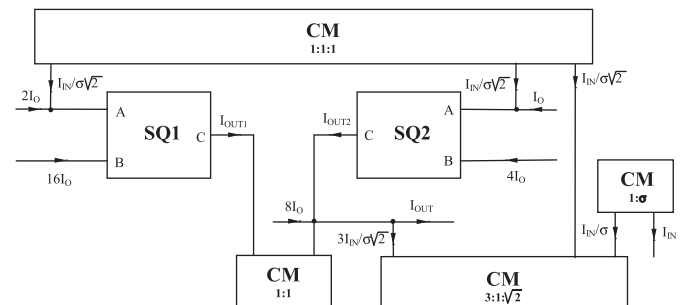 CM
1:1:1
I_IN/σ√2
I_IN/σ√2
I_IN/σ√2
2I_O
A
SQ1
C
B
16I_O
I_OUT1
I_OUT2
A
C
SQ2
B
I_O
4I_O
CM
1:σ
8I_O
I_OUT
3I_IN/σ√2
I_IN/σ
I_IN
CM
1:1
CM
3:1:√2